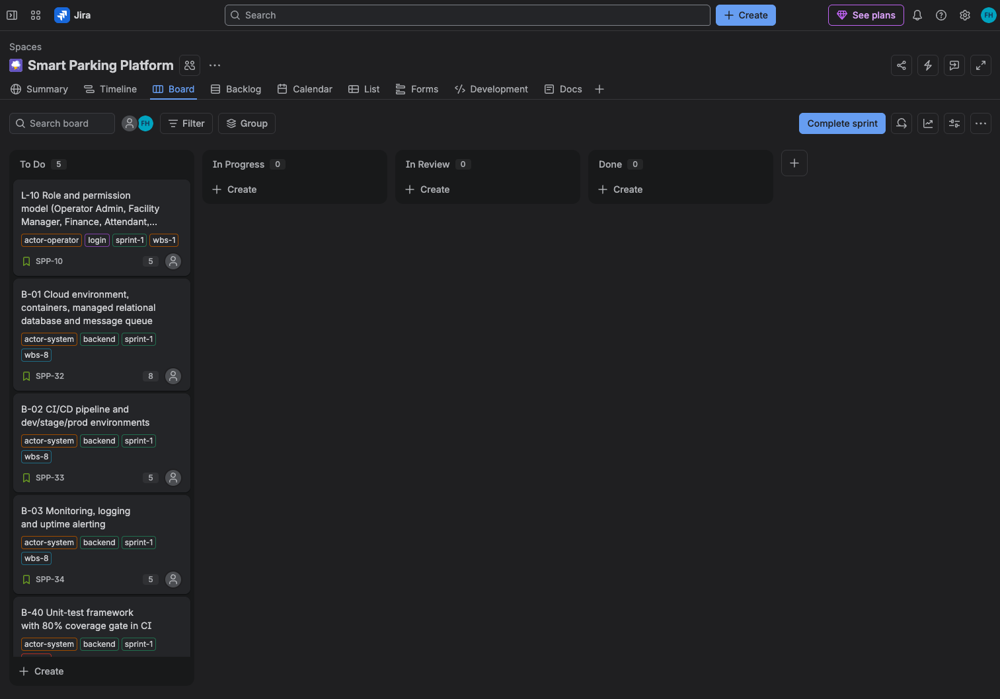 Jira
Search
Create
See plans
FH
Spaces
Smart Parking Platform
Summary
Timeline
Board
Backlog
Calendar
List
Forms
Development
Docs
Search board
FH
Filter
Group
Complete sprint
To Do 5
L-10 Role and permission
model (Operator Admin, Facility
Manager, Finance, Attendant,...
actor-operator login sprint-1 wbs-1
SPP-10 5
B-01 Cloud environment,
containers, managed relational
database and message queue
actor-system backend sprint-1
wbs-8
SPP-32 8
B-02 CI/CD pipeline and
dev/stage/prod environments
actor-system backend sprint-1
wbs-8
SPP-33 5
B-03 Monitoring, logging
and uptime alerting
actor-system backend sprint-1
wbs-8
SPP-34 5
B-40 Unit-test framework
with 80% coverage gate in CI
actor-system backend sprint-1
Create
In Progress 0
Create
In Review 0
Create
Done 0
Create